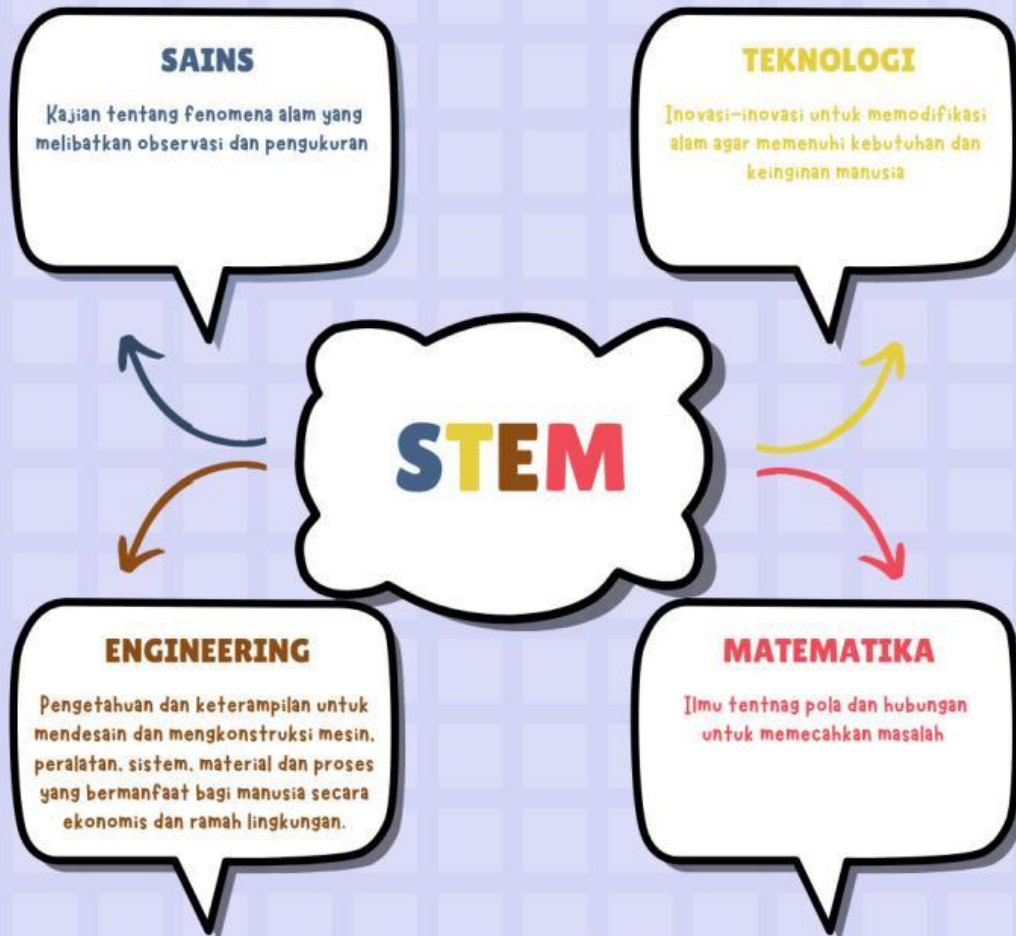 SAINS
Kajian tentang fenomena alam yang
melibatkan observasi dan pengukuran
TEKNOLOGI
Inovasi-inovasi untuk memodifikasi
alam agar memenuhi kebutuhan dan
keinginan manusia
STEM
ENGINEERING
Pengetahuan dan keterampilan untuk
mendesain dan mengkonstruksi mesin,
peralatan, sistem, material dan proses
yang bermanfaat bagi manusia secara
ekonomis dan ramah lingkungan.
MATEMATIKA
Ilmu tentnag pola dan hubungan
untuk memecahkan masalah